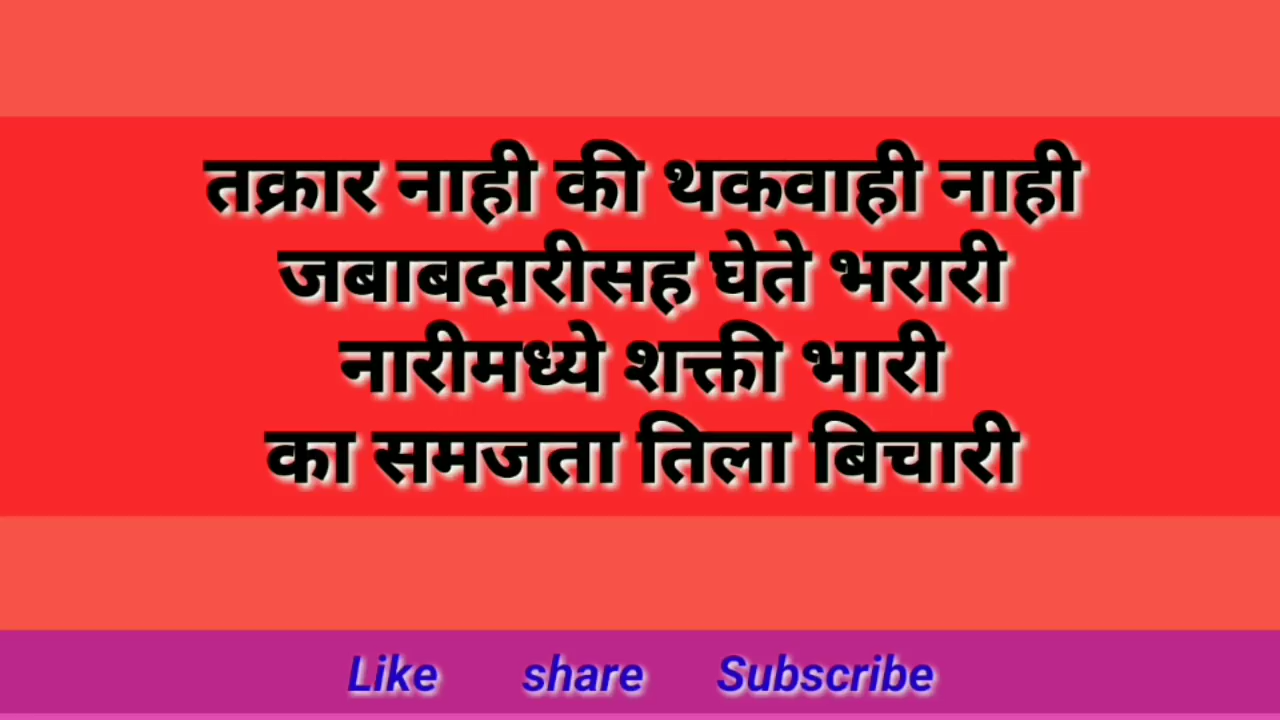 तक्रार नाही की थकवाही नाही
जबाबदारीसह घेते भरारी
नारीमध्ये शक्ती भारी
का समजता तिला बिचारी
Like share Subscribe